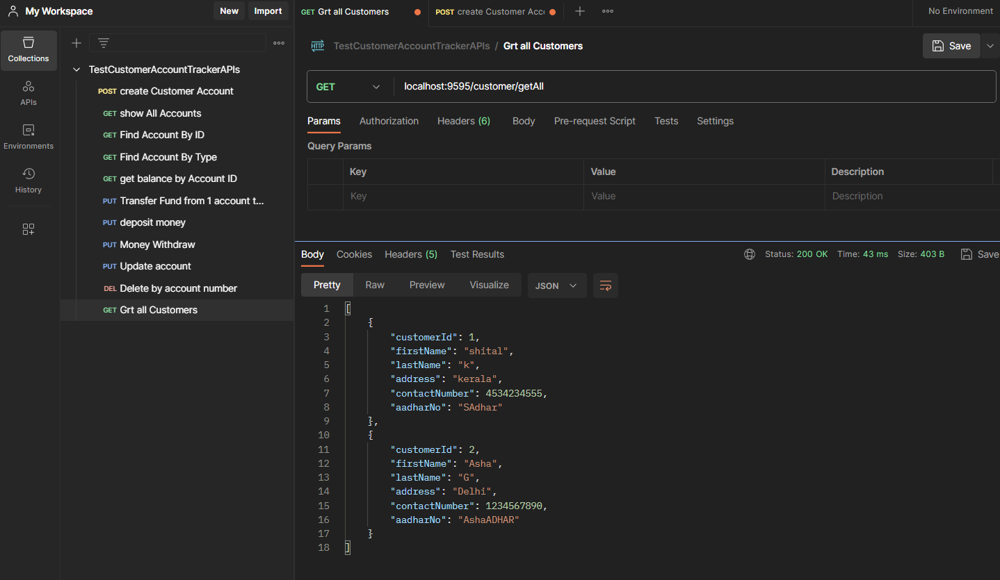 My Workspace
New
Import
Collections
APIs
Environments
History
TestCustomerAccountTrackerAPIs
POST create Customer Account
GET show All Accounts
GET Find Account By ID
GET Find Account By Type
GET get balance by Account ID
PUT Transfer Fund from 1 account t...
PUT deposit money
PUT Money Withdraw
PUT Update account
DEL Delete by account number
GET Grt all Customers
GET Grt all Customers
POST create Customer Acc
No Environment
HTTP TestCustomerAccountTrackerAPIs / Grt all Customers
Save
GET localhost:9595/customer/getAll
Params Authorization Headers (6) Body Pre-request Script Tests Settings
Query Params
Key Value Description
Key Value Description
Body Cookies Headers (5) Test Results
Status: 200 OK Time: 43 ms Size: 403 B Save
Pretty Raw Preview Visualize JSON
1 [
2 {
3 "customerId": 1,
4 "firstName": "shital",
5 "lastName": "k",
6 "address": "kerala",
7 "contactNumber": 4534234555,
8 "aadharNo": "SAdhar"
9 },
10 {
11 "customerId": 2,
12 "firstName": "Asha",
13 "lastName": "G",
14 "address": "Delhi",
15 "contactNumber": 1234567890,
16 "aadharNo": "AshaADHAR"
17 }
18 ]